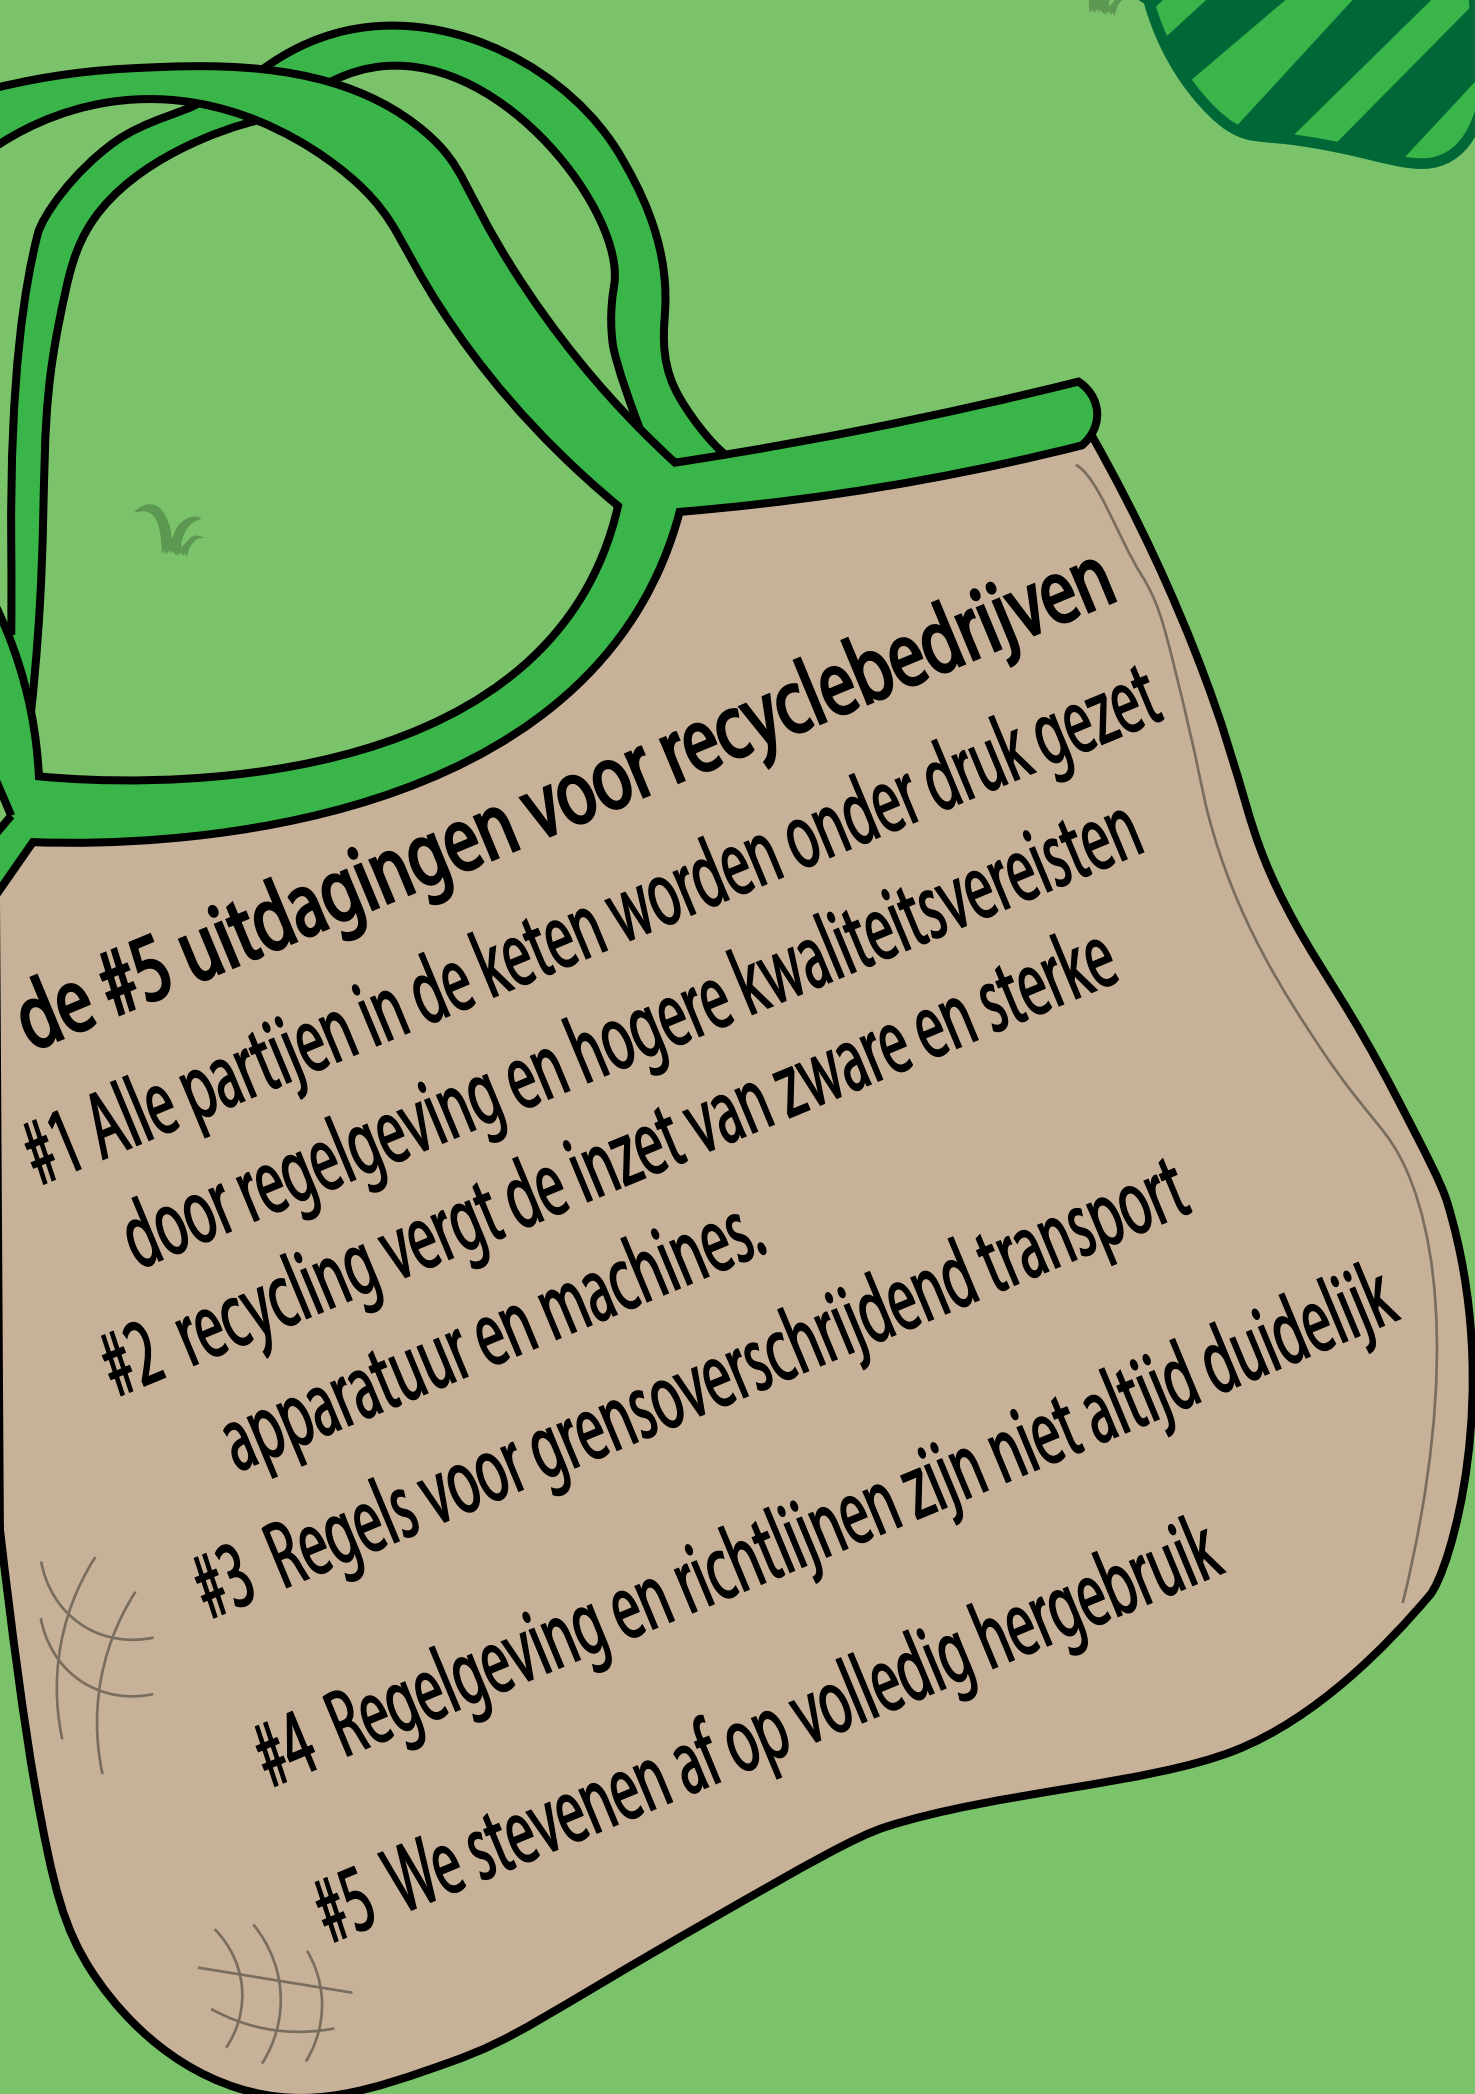 de #5 uitdagingen voor recyclebedrijven
#1 Alle partijen in de keten worden onder druk gezet
door regelgeving en hogere kwaliteitsvereisten
#2 recycling vergt de inzet van zware en sterke
apparatuur en machines.
#3 Regels voor grensoverschrijdend transport
#4 Regelgeving en richtlijnen zijn niet altijd duidelijk
#5 We stevenen af op volledig hergebruik